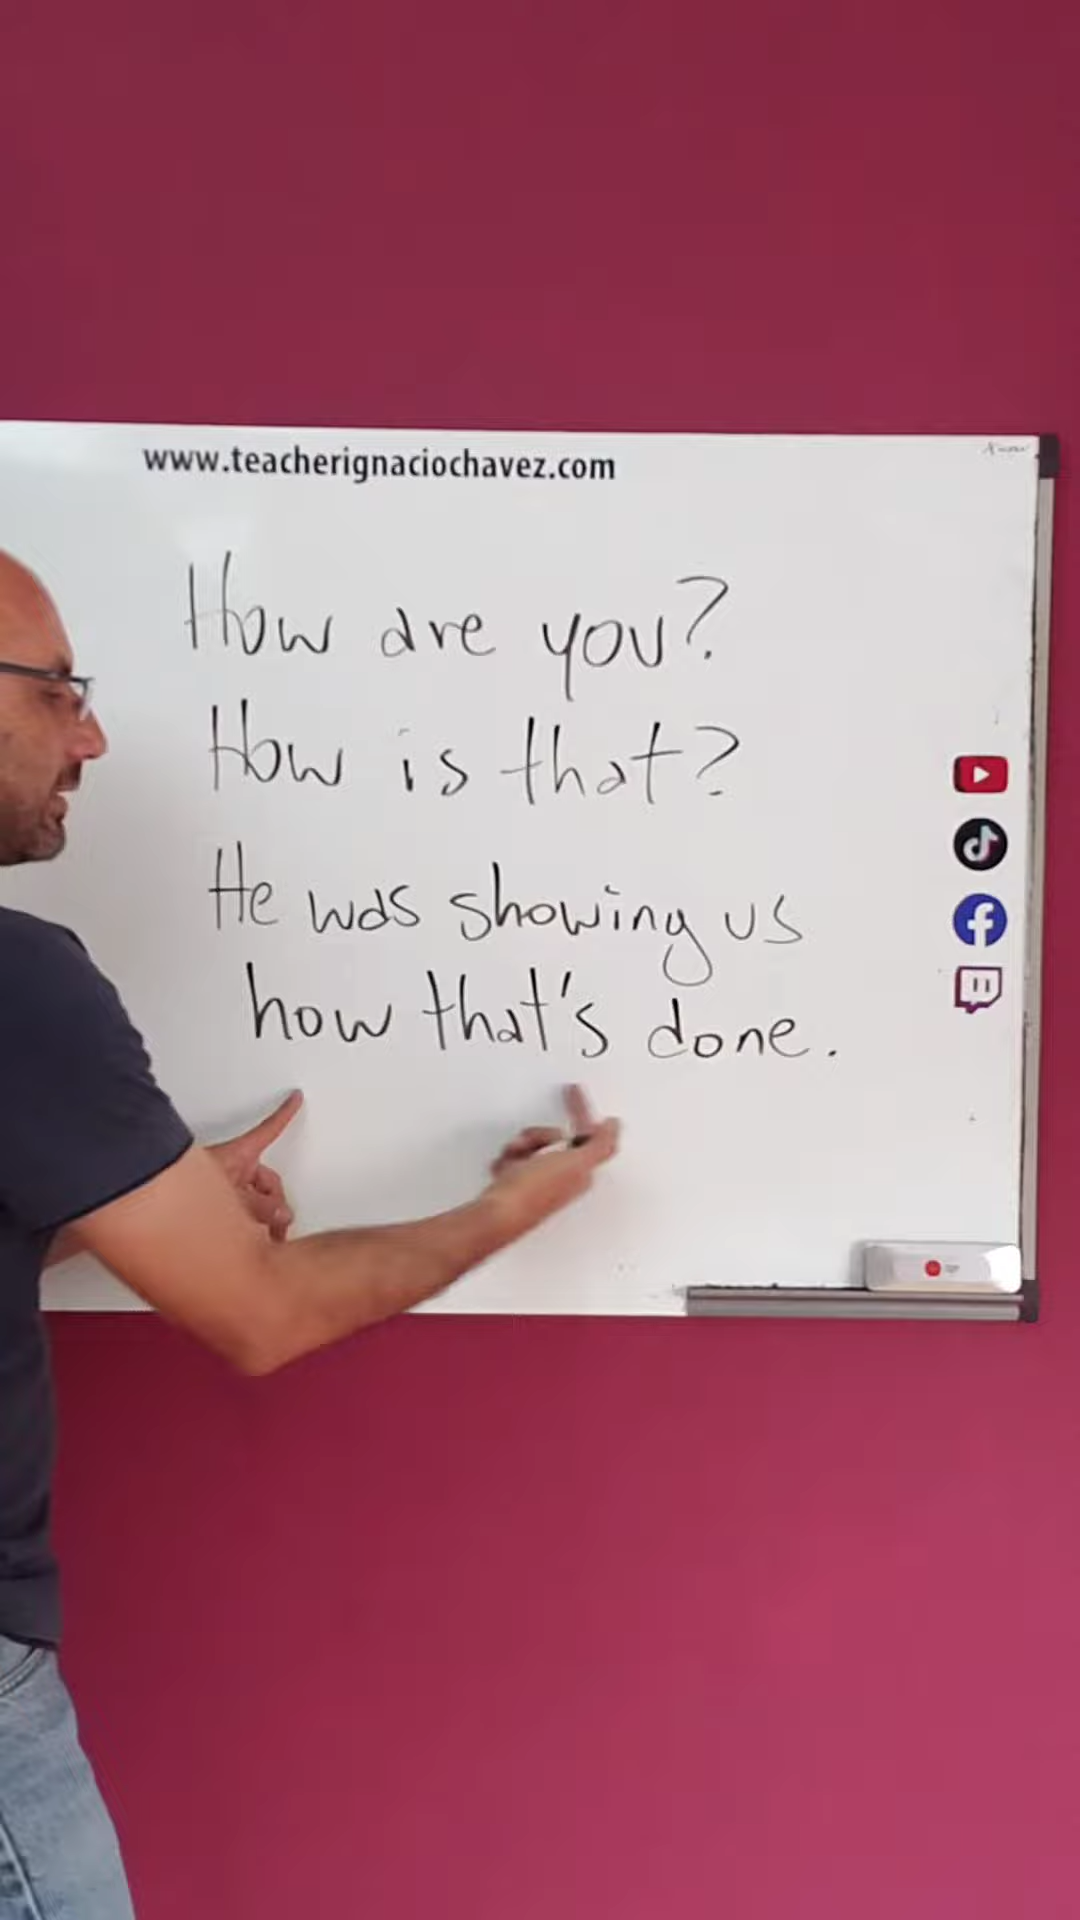 www.teacherignaciochavez.com
How are you?
How is that?
He was showing us
how that's done.